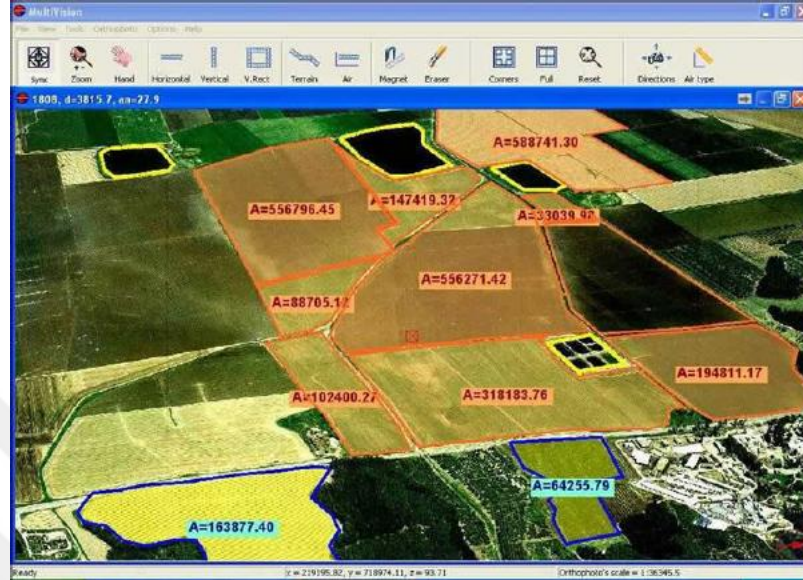 MultiVision
File View Tools Orthophoto Options Help
Sync Zoom Hand Horizontal Vertical V.Rect Terrain Air Magnet Eraser Corners Full Reset Directions Air type
1808, d=3815.7, an=27.9
A=588741.30
A=147419.32
A=556796.45
A=33039.92
A=556271.42
A=88705.12
A=194811.17
A=318183.76
A=102400.27
A=64255.79
A=163877.40
Ready
x = 219195.82, y = 718974.11, z = 93.71
Orthophoto's scale = 1:36345.5